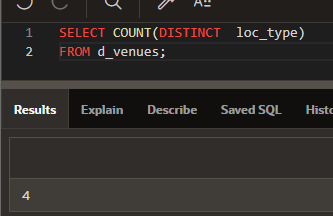 1 SELECT COUNT(DISTINCT  loc_type)
2 FROM d_venues;
Results Explain Describe Saved SQL Histo
4